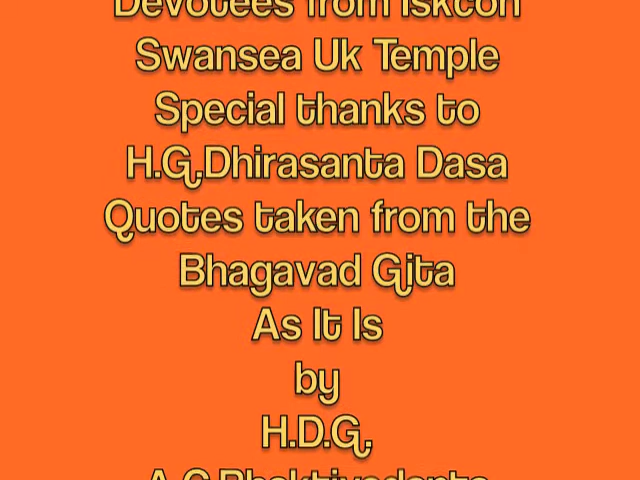 Devotees from Iskcon
Swansea Uk Temple
Special thanks to
H.G.Dhirasanta Dasa
Quotes taken from the
Bhagavad Gita
As It Is
by
H.D.G.
A.C.Bhaktivedanta